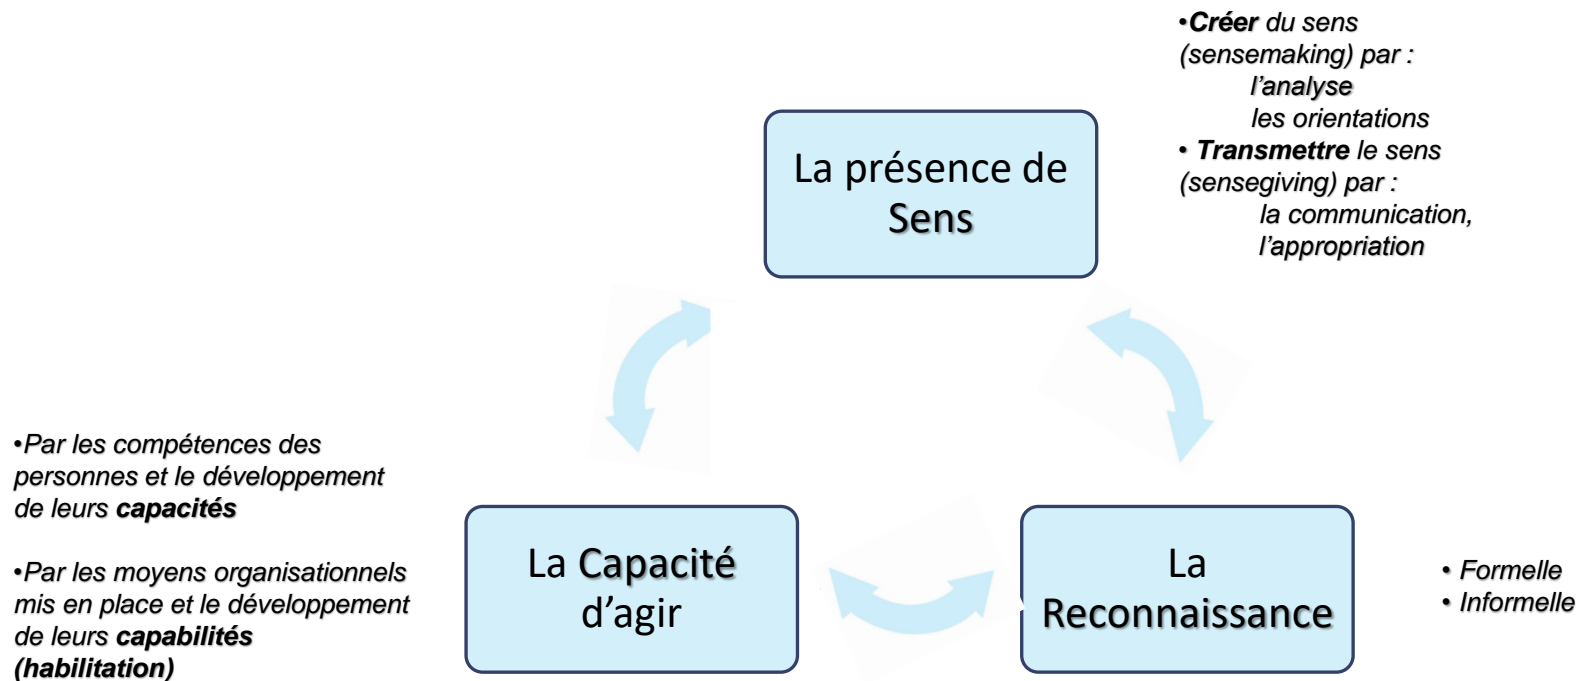 •Créer du sens
(sensemaking) par :
l’analyse
les orientations
• Transmettre le sens
(sensegiving) par :
la communication,
l’appropriation
La présence de
Sens
•Par les compétences des
personnes et le développement
de leurs capacités
•Par les moyens organisationnels
mis en place et le développement
de leurs capabilités
(habilitation)
La Capacité
d’agir
La
Reconnaissance
• Formelle
• Informelle